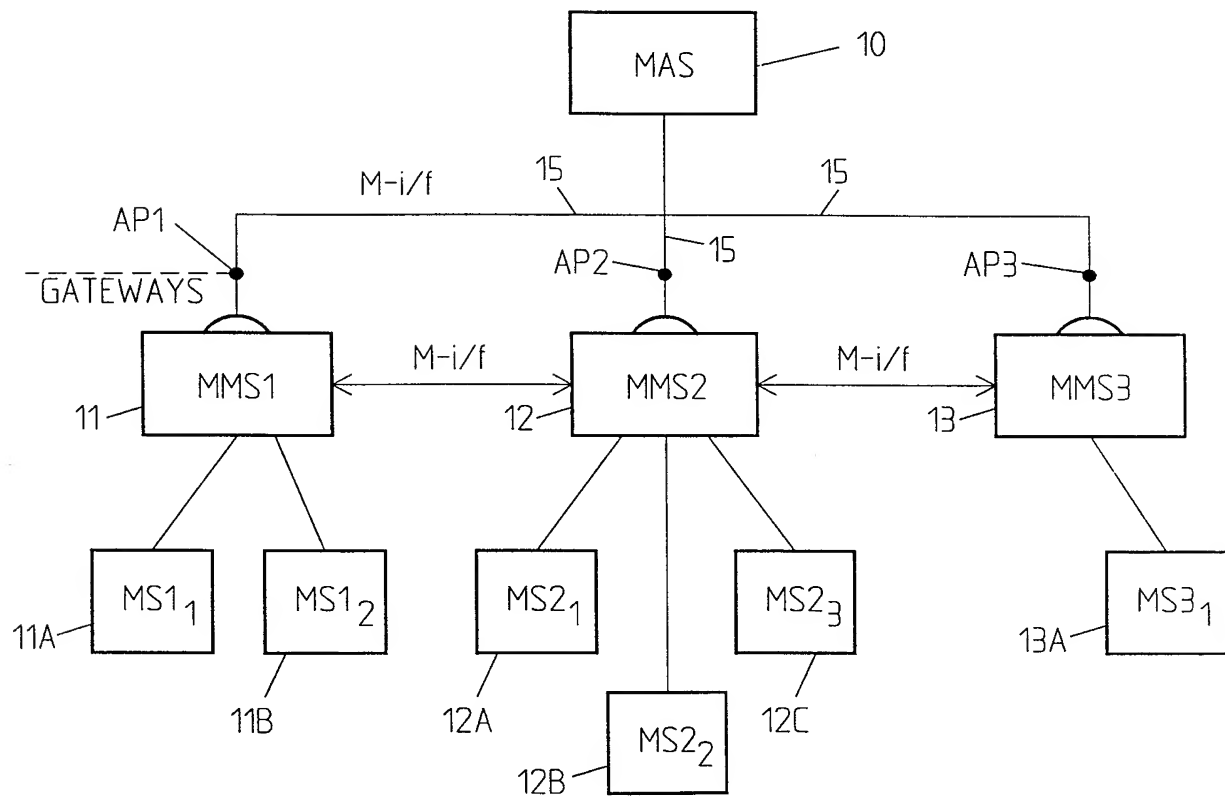 MAS
10
M-i/f
15
15
AP1
15
AP2
AP3
GATEWAYS
MMS1
M-i/f
MMS2
M-i/f
MMS3
11
12
13
MS1₁
MS1₂
MS2₁
MS2₃
MS3₁
11A
13A
11B
12A
MS2₂
12C
12B